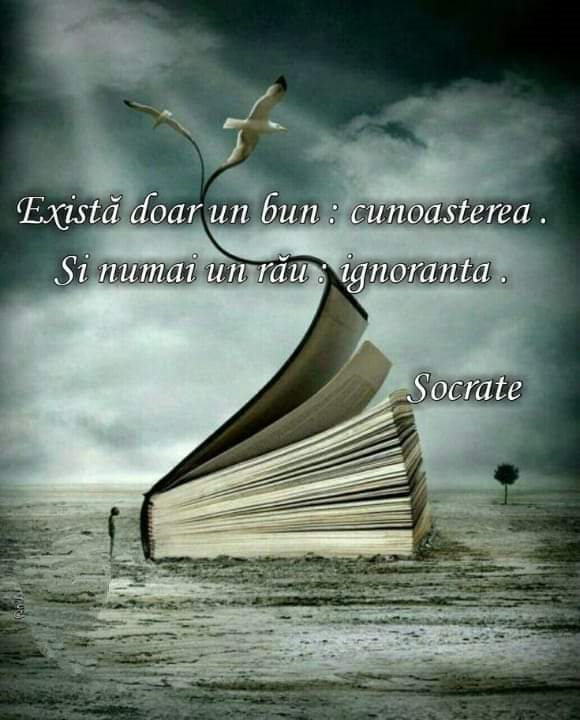 Există doar un bun : cunoasterea .
Si numai un rău : ignoranta .
Socrate